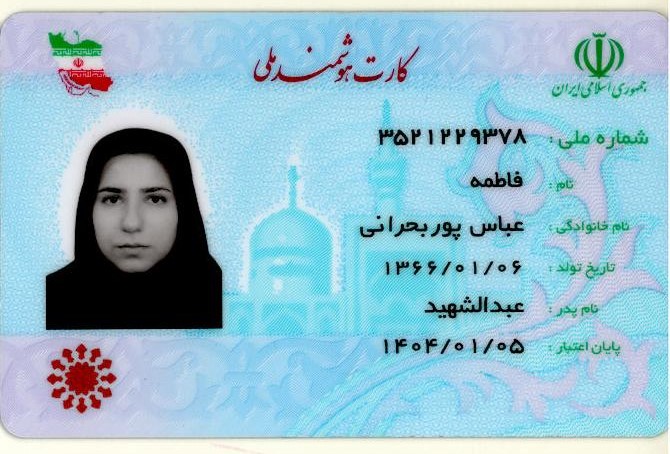 کارت هوشمند ملی
جمهوری اسلامی ایران
شماره ملی : ۳۵۲۱۲۲۹۳۷۸
نام : فاطمه
نام خانوادگی : عباس پور بحرانی
تاریخ تولد : ۱۳۶۶/۰۱/۰۶
نام پدر : عبدالشهید
پایان اعتبار : ۱۴۰۴/۰۱/۰۵